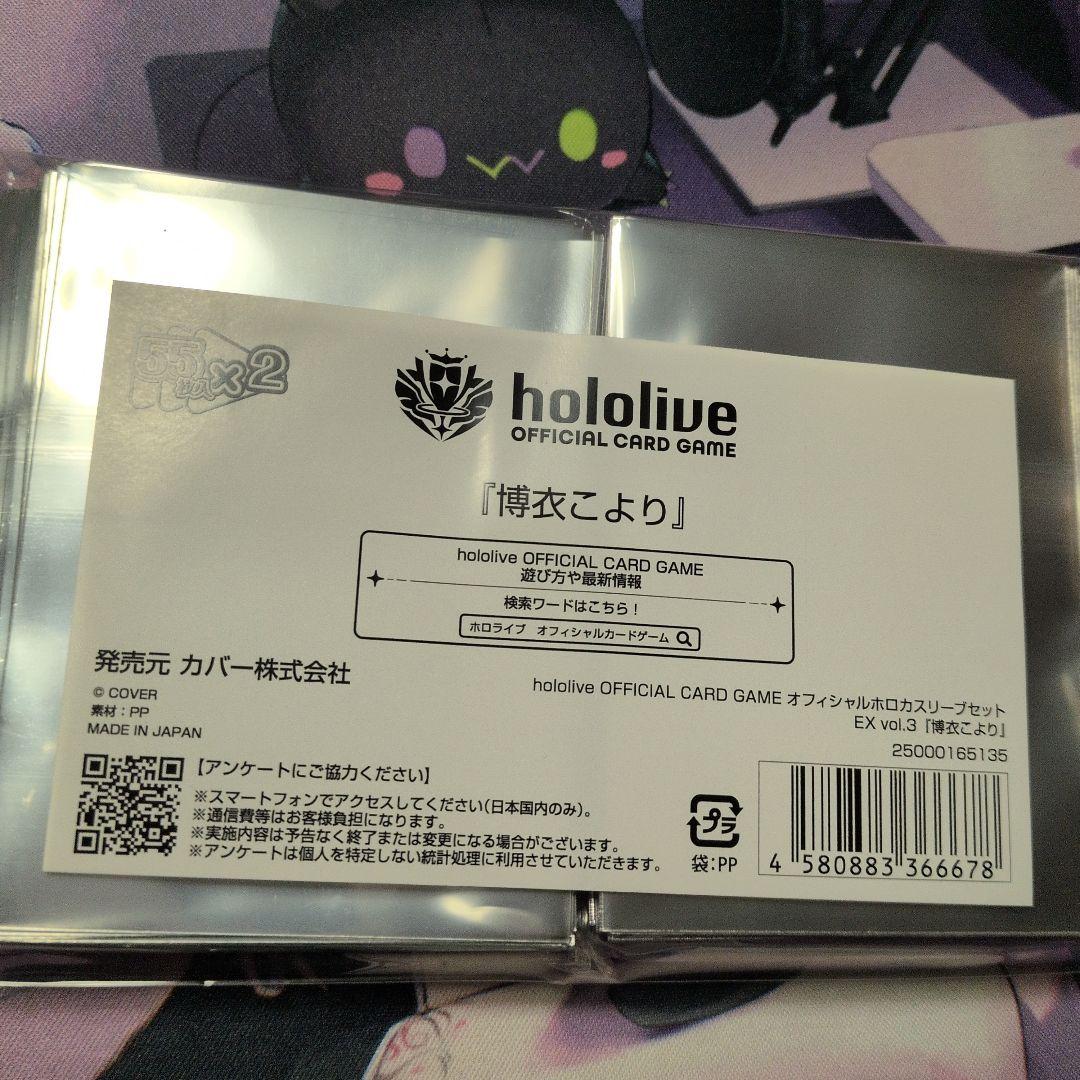 55枚入×2
hololive
OFFICIAL CARD GAME
『博衣こより』
hololive OFFICIAL CARD GAME
遊び方や最新情報
検索ワードはこちら！
ホロライブ オフィシャルカードゲーム
発売元 カバー株式会社
© COVER
素材：PP
MADE IN JAPAN
hololive OFFICIAL CARD GAME オフィシャルホロカスリーブセット
EX vol.3『博衣こより』
25000165135
【アンケートにご協力ください】
※スマートフォンでアクセスしてください（日本国内のみ）。
※通信費等はお客様負担になります。
※実施内容は予告なく終了または変更になる場合がございます。
※アンケートは個人を特定しない統計処理に利用させていただきます。
プラ
袋：PP
4 580883 366678